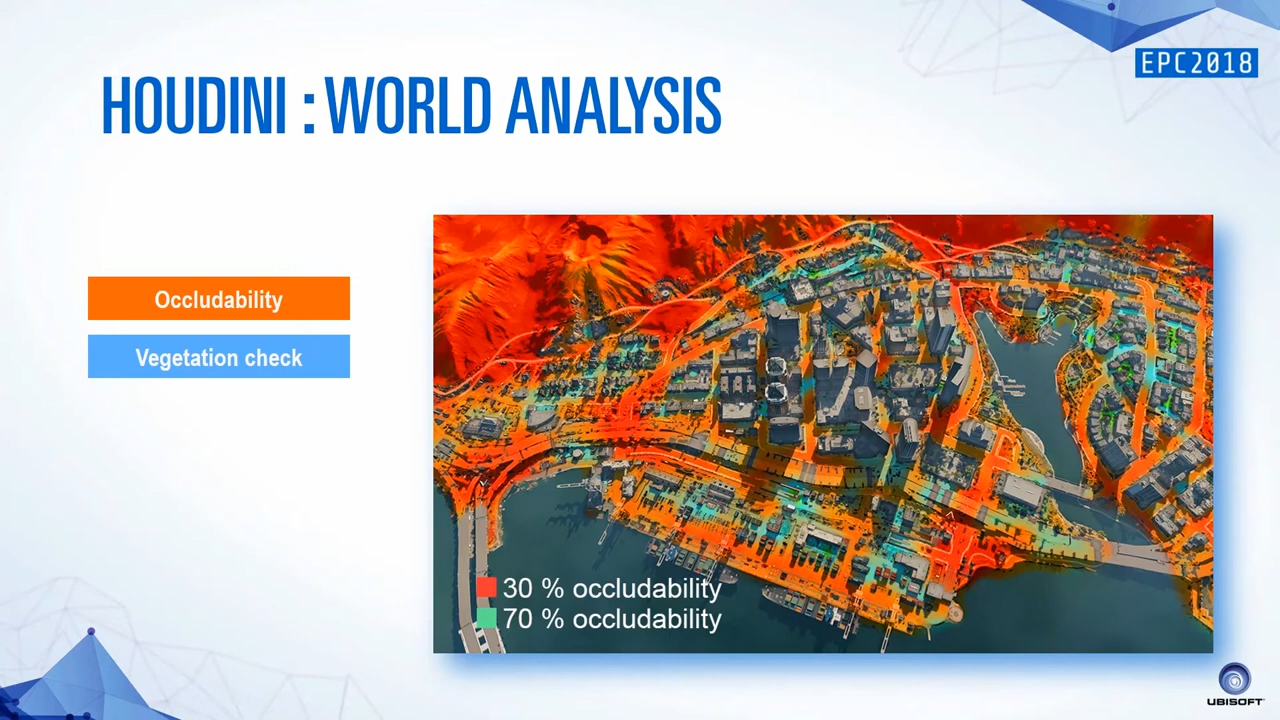 EPC2018
HOUDINI : WORLD ANALYSIS
Occludability
Vegetation check
30 % occludability
70 % occludability
UBISOFT